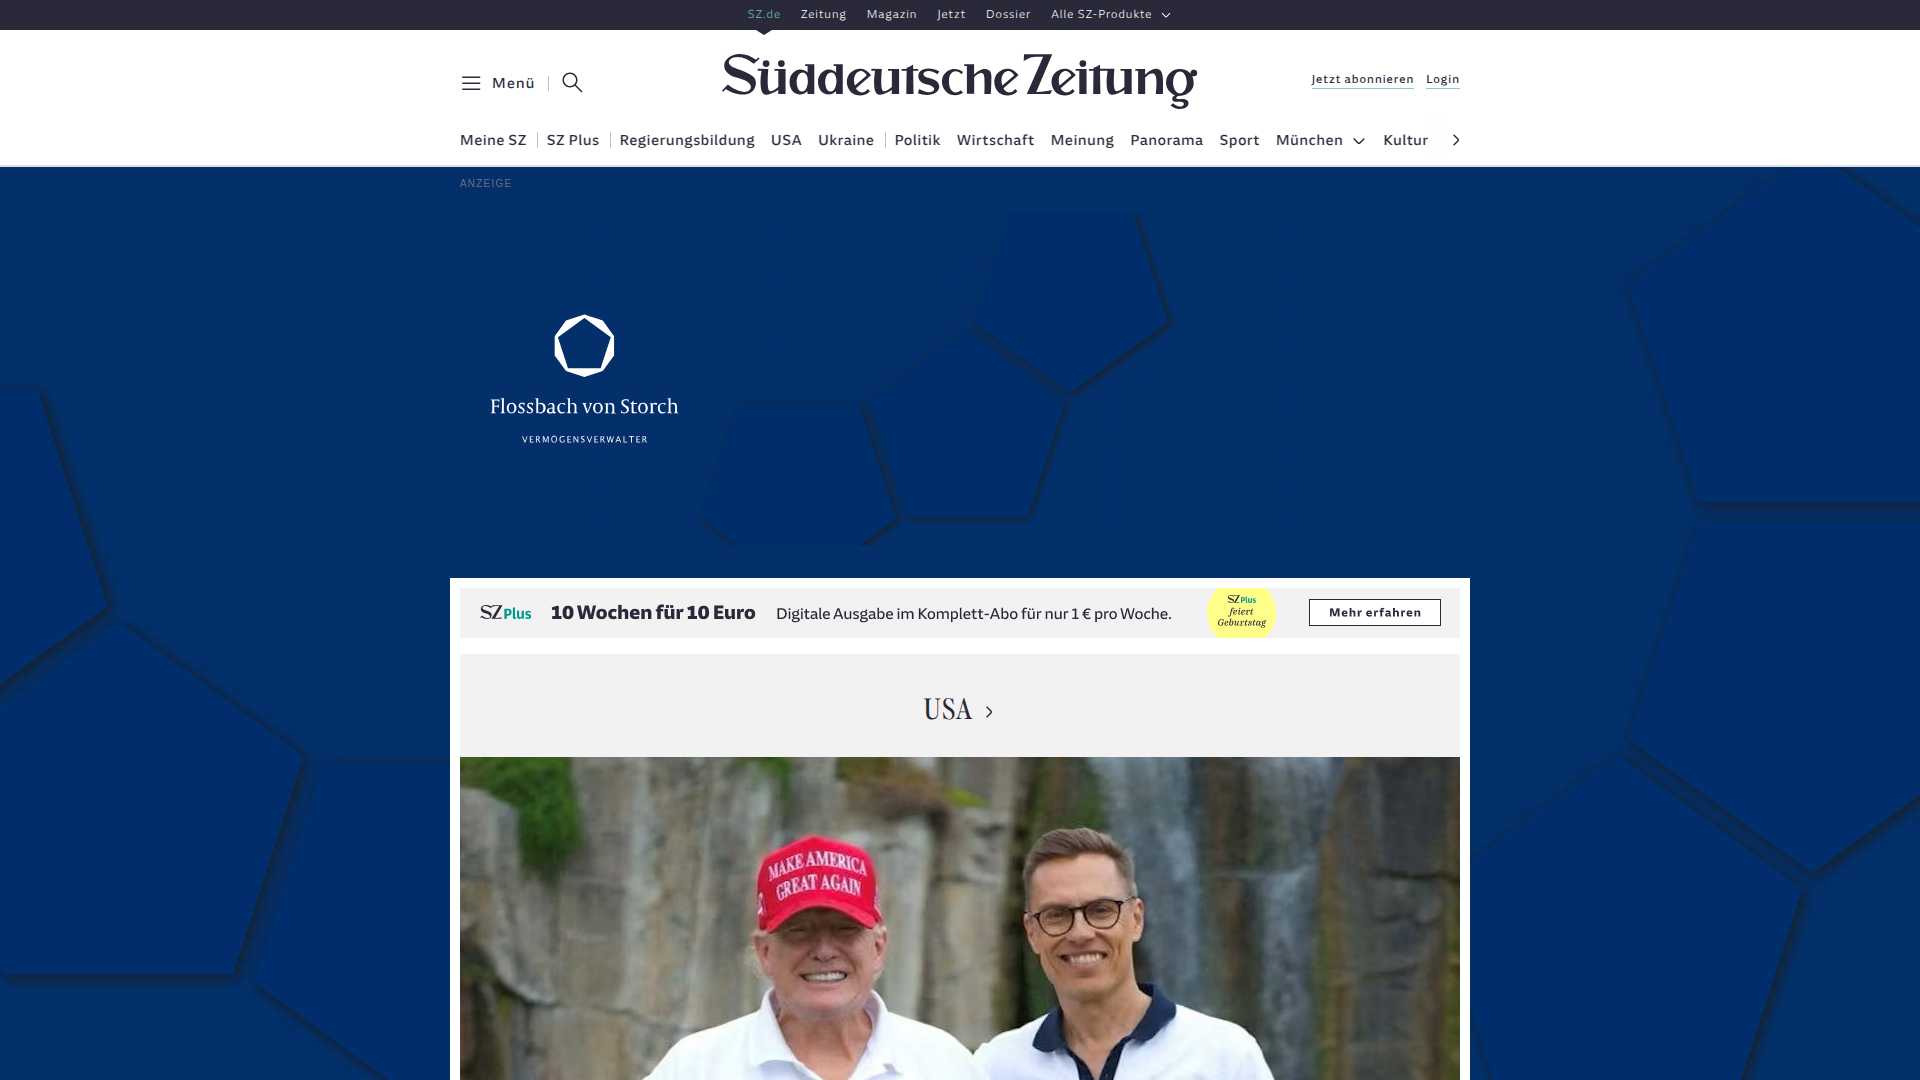 SZ.de Zeitung Magazin Jetzt Dossier Alle SZ-Produkte
Menü
Süddeutsche Zeitung
Jetzt abonnieren Login
Meine SZ SZ Plus Regierungsbildung USA Ukraine Politik Wirtschaft Meinung Panorama Sport München Kultur
ANZEIGE
Flossbach von Storch
VERMÖGENSVERWALTER
SZ Plus 10 Wochen für 10 Euro Digitale Ausgabe im Komplett-Abo für nur 1 € pro Woche.
SZ Plus
feiert
Geburtstag
Mehr erfahren
USA
MAKE AMERICA
GREAT AGAIN